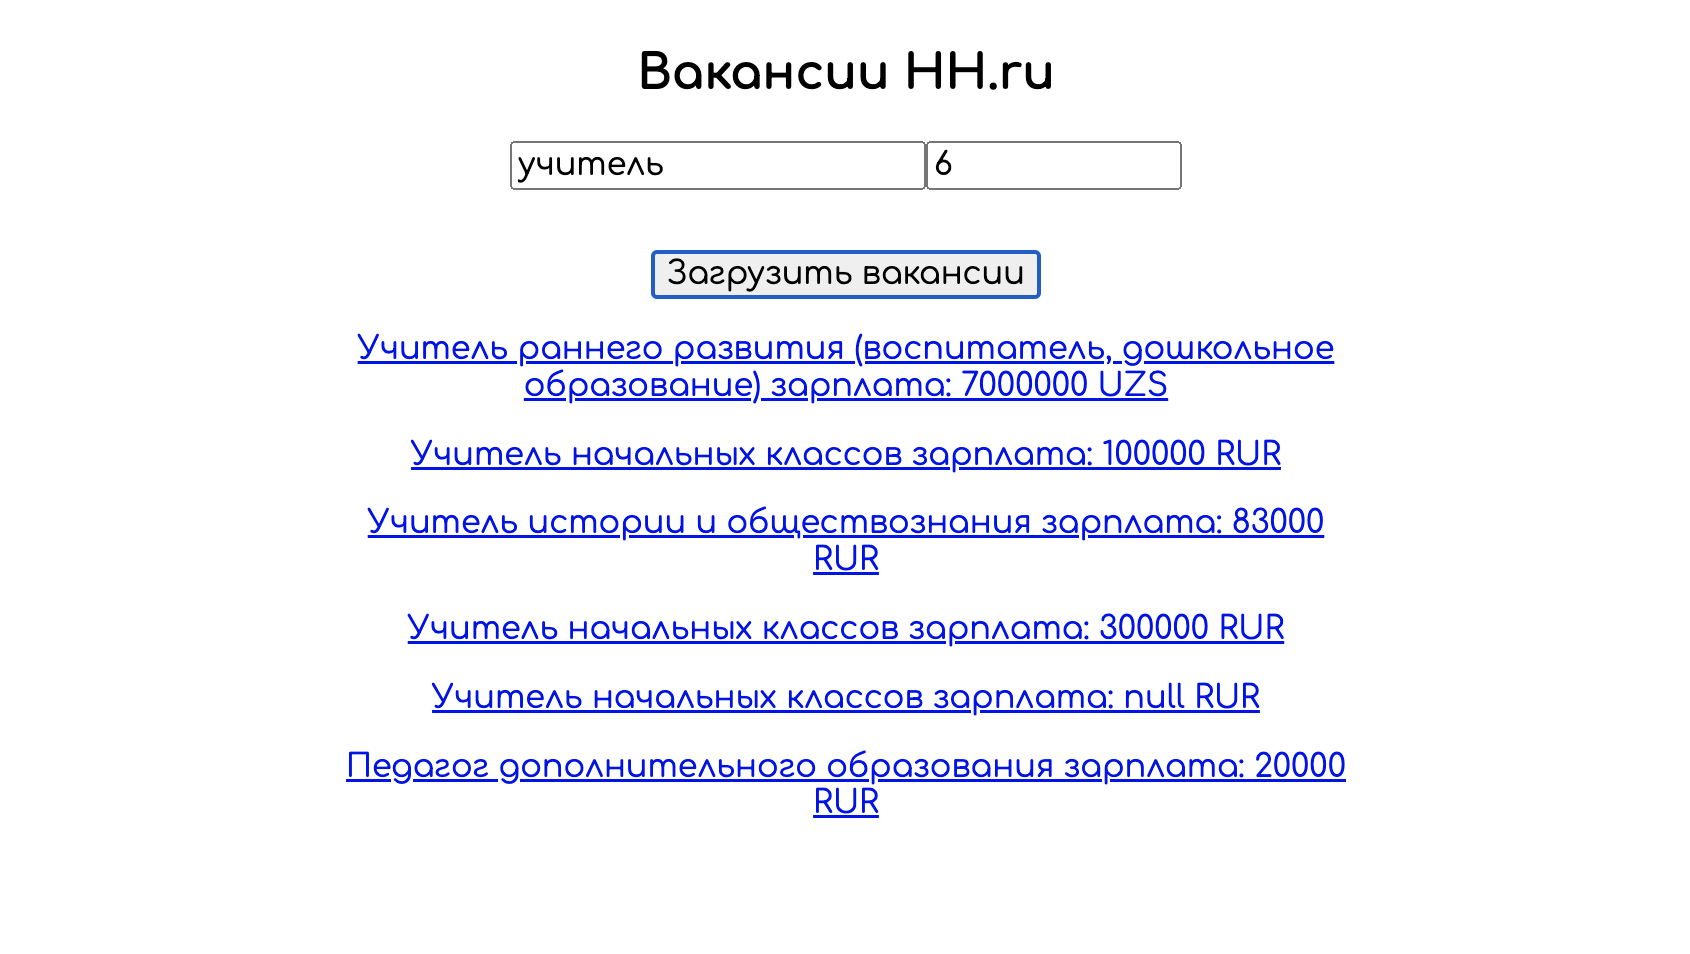 Вакансии HH.ru
учитель 6
Загрузить вакансии
Учитель раннего развития (воспитатель, дошкольное
образование) зарплата: 7000000 UZS
Учитель начальных классов зарплата: 100000 RUR
Учитель истории и обществознания зарплата: 83000
RUR
Учитель начальных классов зарплата: 300000 RUR
Учитель начальных классов зарплата: null RUR
Педагог дополнительного образования зарплата: 20000
RUR